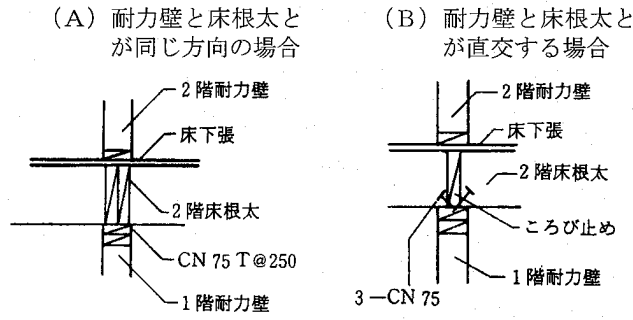 (A) 耐力壁と床根太と
が同じ方向の場合
2階耐力壁
床下張
2階床根太
CN 75 T@250
1階耐力壁
(B) 耐力壁と床根太と
が直交する場合
2階耐力壁
床下張
2階床根太
ころび止め
1階耐力壁
3-CN 75